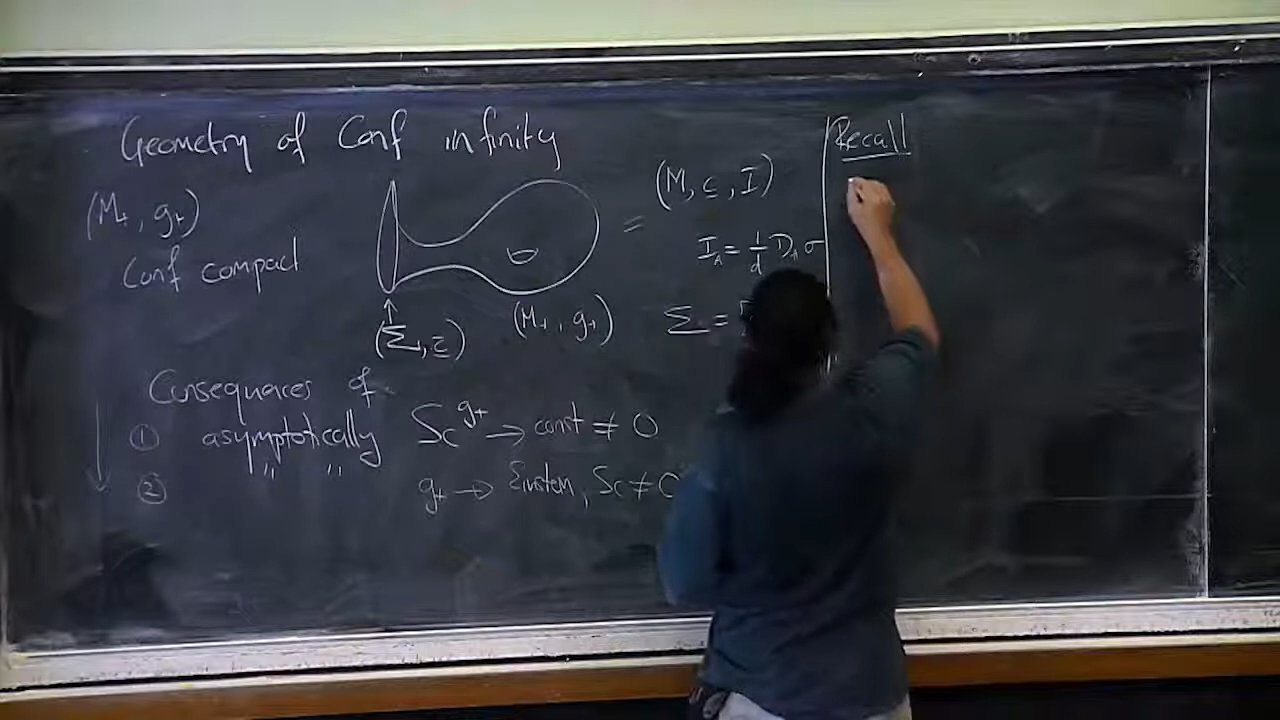 Geometry of Conf infinity
(M₊, g₊)
Conf compact
(Σ, c)
(M₊, g₊)
= (M, c, I)
I_A = 1/d D_A σ
Σ =
Consequences of
① asymptotically Sc^{g₊} → const ≠ 0
② " " g₊ → Einstein, Sc ≠ 0
Recall